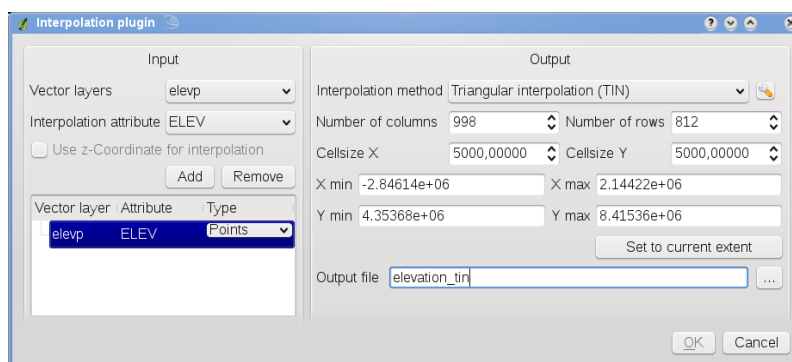 Interpolation plugin
Input
Vector layers elevp
Interpolation attribute ELEV
Use z-Coordinate for interpolation
Add Remove
Vector layer Attribute Type
elevp ELEV Points
Output
Interpolation method Triangular interpolation (TIN)
Number of columns 998 Number of rows 812
Cellsize X 5000,00000 Cellsize Y 5000,00000
X min -2.84614e+06 X max 2.14422e+06
Y min 4.35368e+06 Y max 8.41536e+06
Set to current extent
Output file elevation_tin ...
OK Cancel